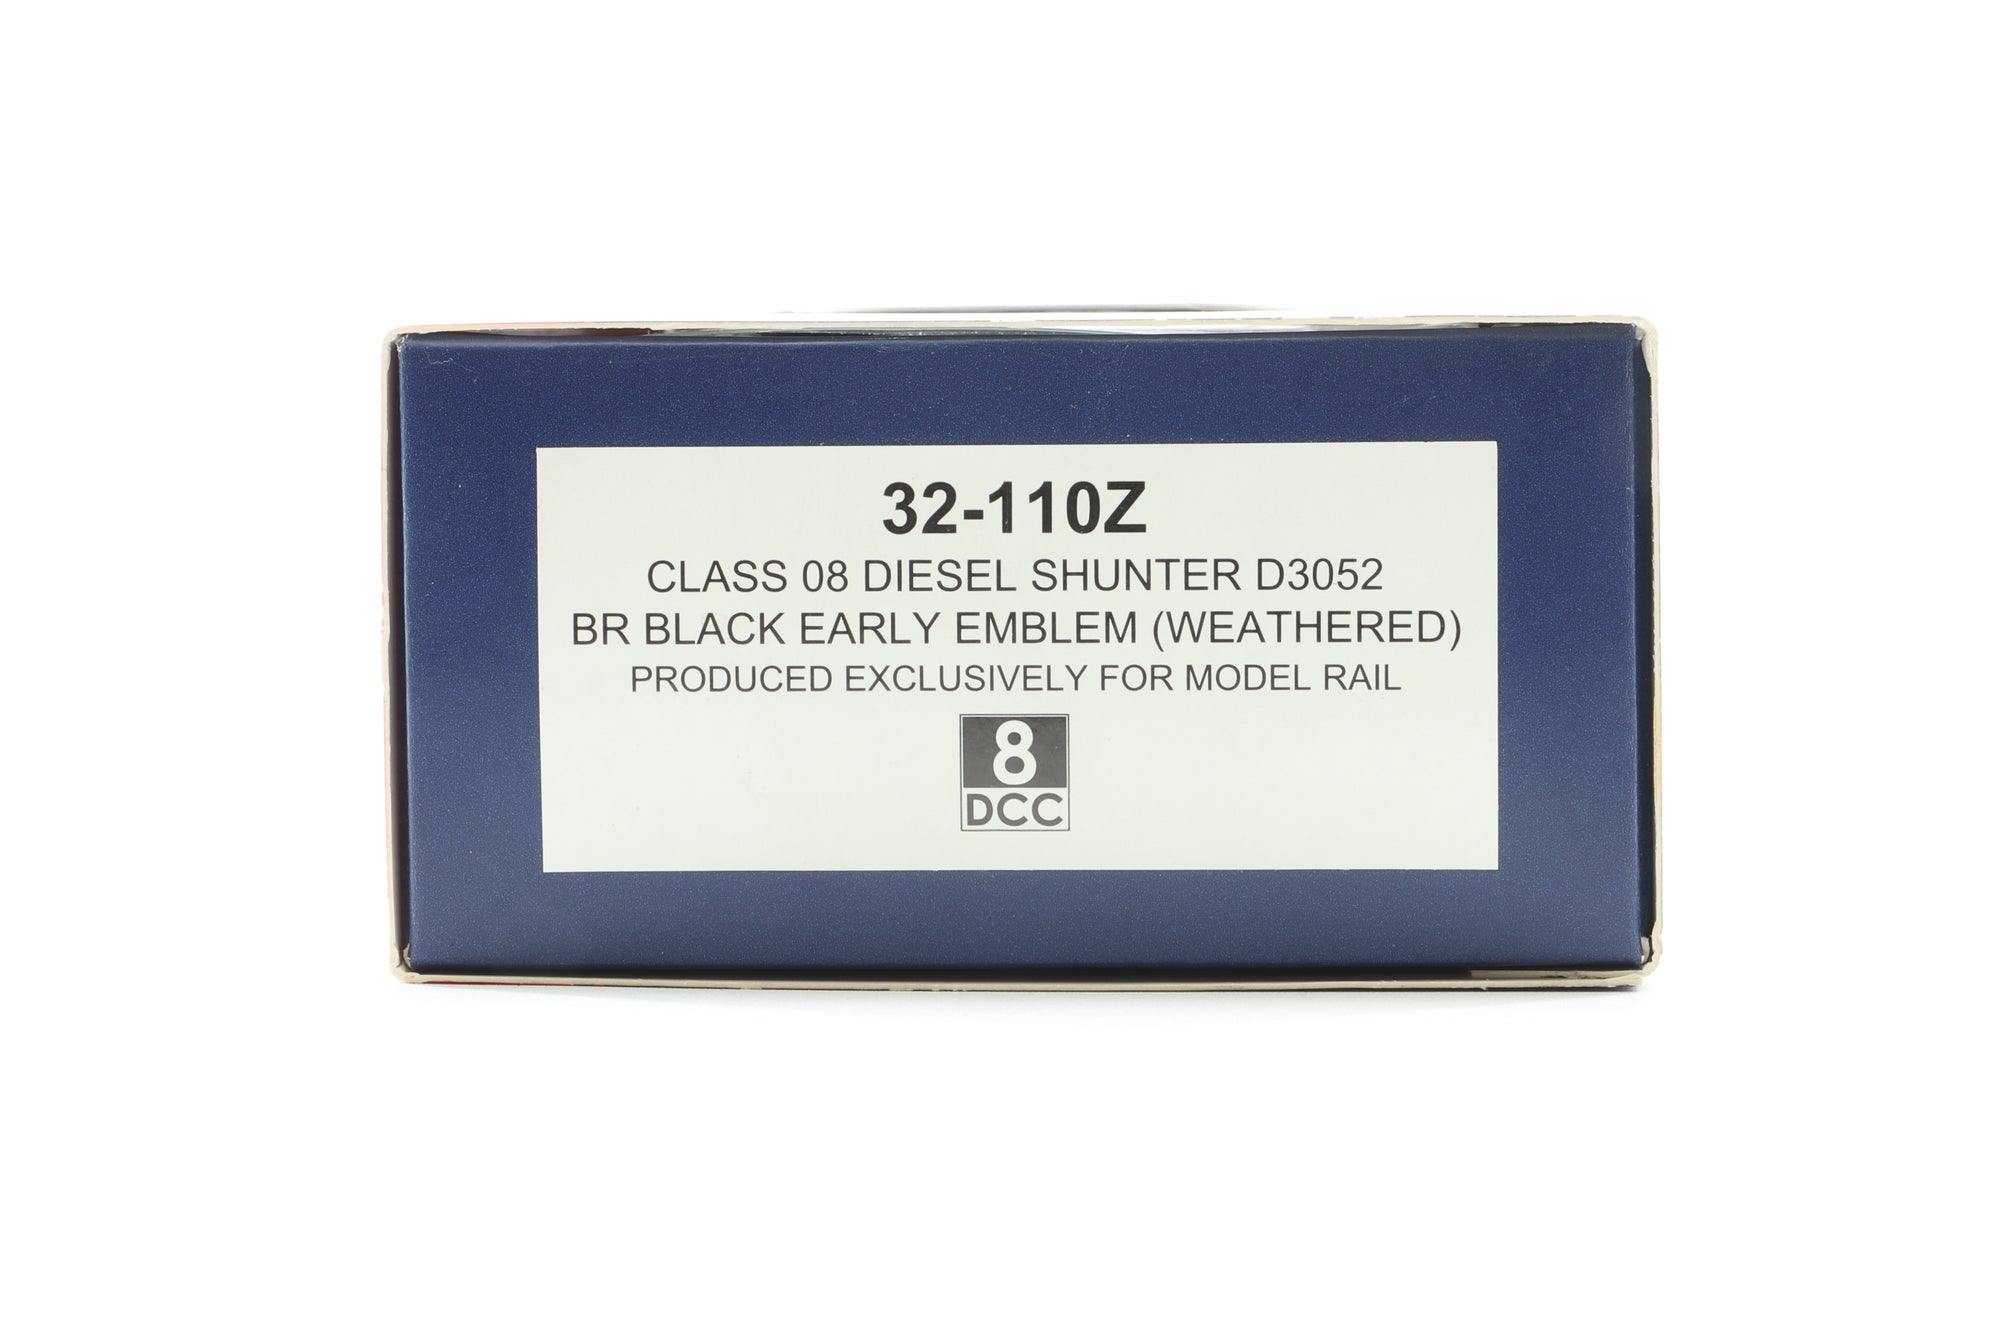 32-110Z
CLASS 08 DIESEL SHUNTER D3052
BR BLACK EARLY EMBLEM (WEATHERED)
PRODUCED EXCLUSIVELY FOR MODEL RAIL
8
DCC